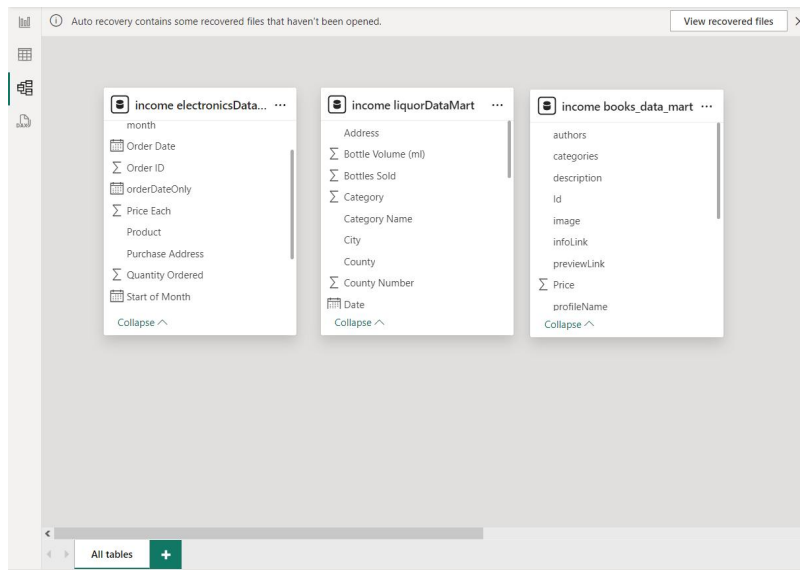 Auto recovery contains some recovered files that haven't been opened.
View recovered files
income electronicsData...
month
Order Date
Order ID
orderDateOnly
Price Each
Product
Purchase Address
Quantity Ordered
Start of Month
Collapse
income liquorDataMart
Address
Bottle Volume (ml)
Bottles Sold
Category
Category Name
City
County
County Number
Date
Collapse
income books_data_mart
authors
categories
description
Id
image
infoLink
previewLink
Price
profileName
Collapse
All tables